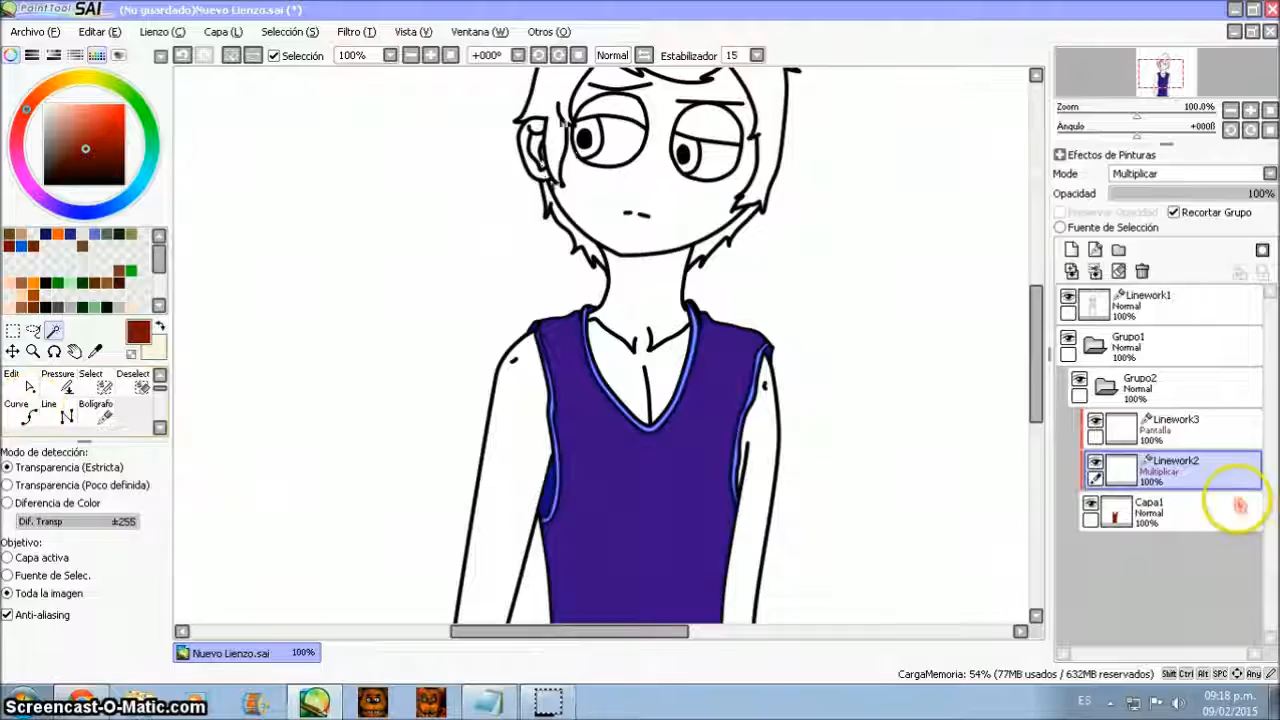 PaintTool SAI (No guardado)Nuevo Lienzo.sai (*)
Archivo (F) Editar (E) Lienzo (C) Capa (L) Selección (S) Filtro (T) Vista (V) Ventana (W) Otros (O)
Selección 100% +000° Normal Estabilizador 15
Zoom 100.0%
Ángulo +000ß
Efectos de Pinturas
Mode Multiplicar
Opacidad 100%
Preservar Opacidad Recortar Grupo
Fuente de Selección
Linework1
Normal
100%
Grupo1
Normal
100%
Grupo2
Normal
100%
Linework3
Pantalla
100%
Linework2
Multiplicar
100%
Capa1
Normal
100%
Edit Pressure Select Deselect
Curve Line Boligrafo
Modo de detección:
Transparencia (Estricta)
Transparencia (Poco definida)
Diferencia de Color
Dif. Transp ±255
Objetivo:
Capa activa
Fuente de Selec.
Toda la imagen
Anti-aliasing
Nuevo Lienzo.sai 100%
CargaMemoria: 54% (77MB usados / 632MB reservados) Shift Ctrl Alt SPC Any
Screencast-O-Matic.com
ES
09:18 p.m.
09/02/2015